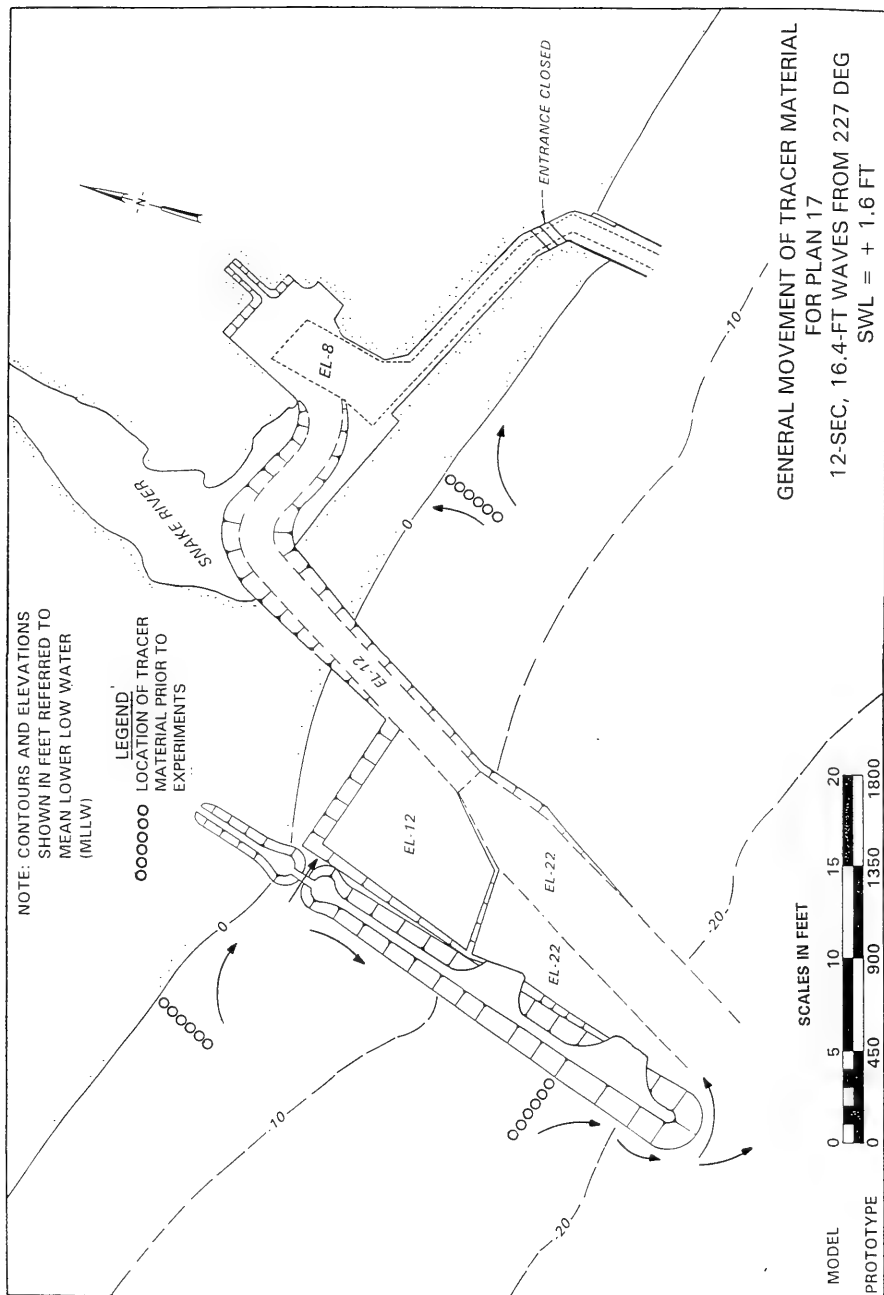 NOTE: CONTOURS AND ELEVATIONS
SHOWN IN FEET REFERRED TO
MEAN LOWER LOW WATER
(MLLW)
LEGEND
OOOOOO LOCATION OF TRACER
MATERIAL PRIOR TO
EXPERIMENTS
SNAKE RIVER
-N-
EL-8
ENTRANCE CLOSED
0
0
EL-12
EL-12
EL-22
EL-22
-10
-10
-20
-20
SCALES IN FEET
MODEL 0 5 10 15 20
PROTOTYPE 0 450 900 1350 1800
GENERAL MOVEMENT OF TRACER MATERIAL
FOR PLAN 17
12-SEC, 16.4-FT WAVES FROM 227 DEG
SWL = + 1.6 FT